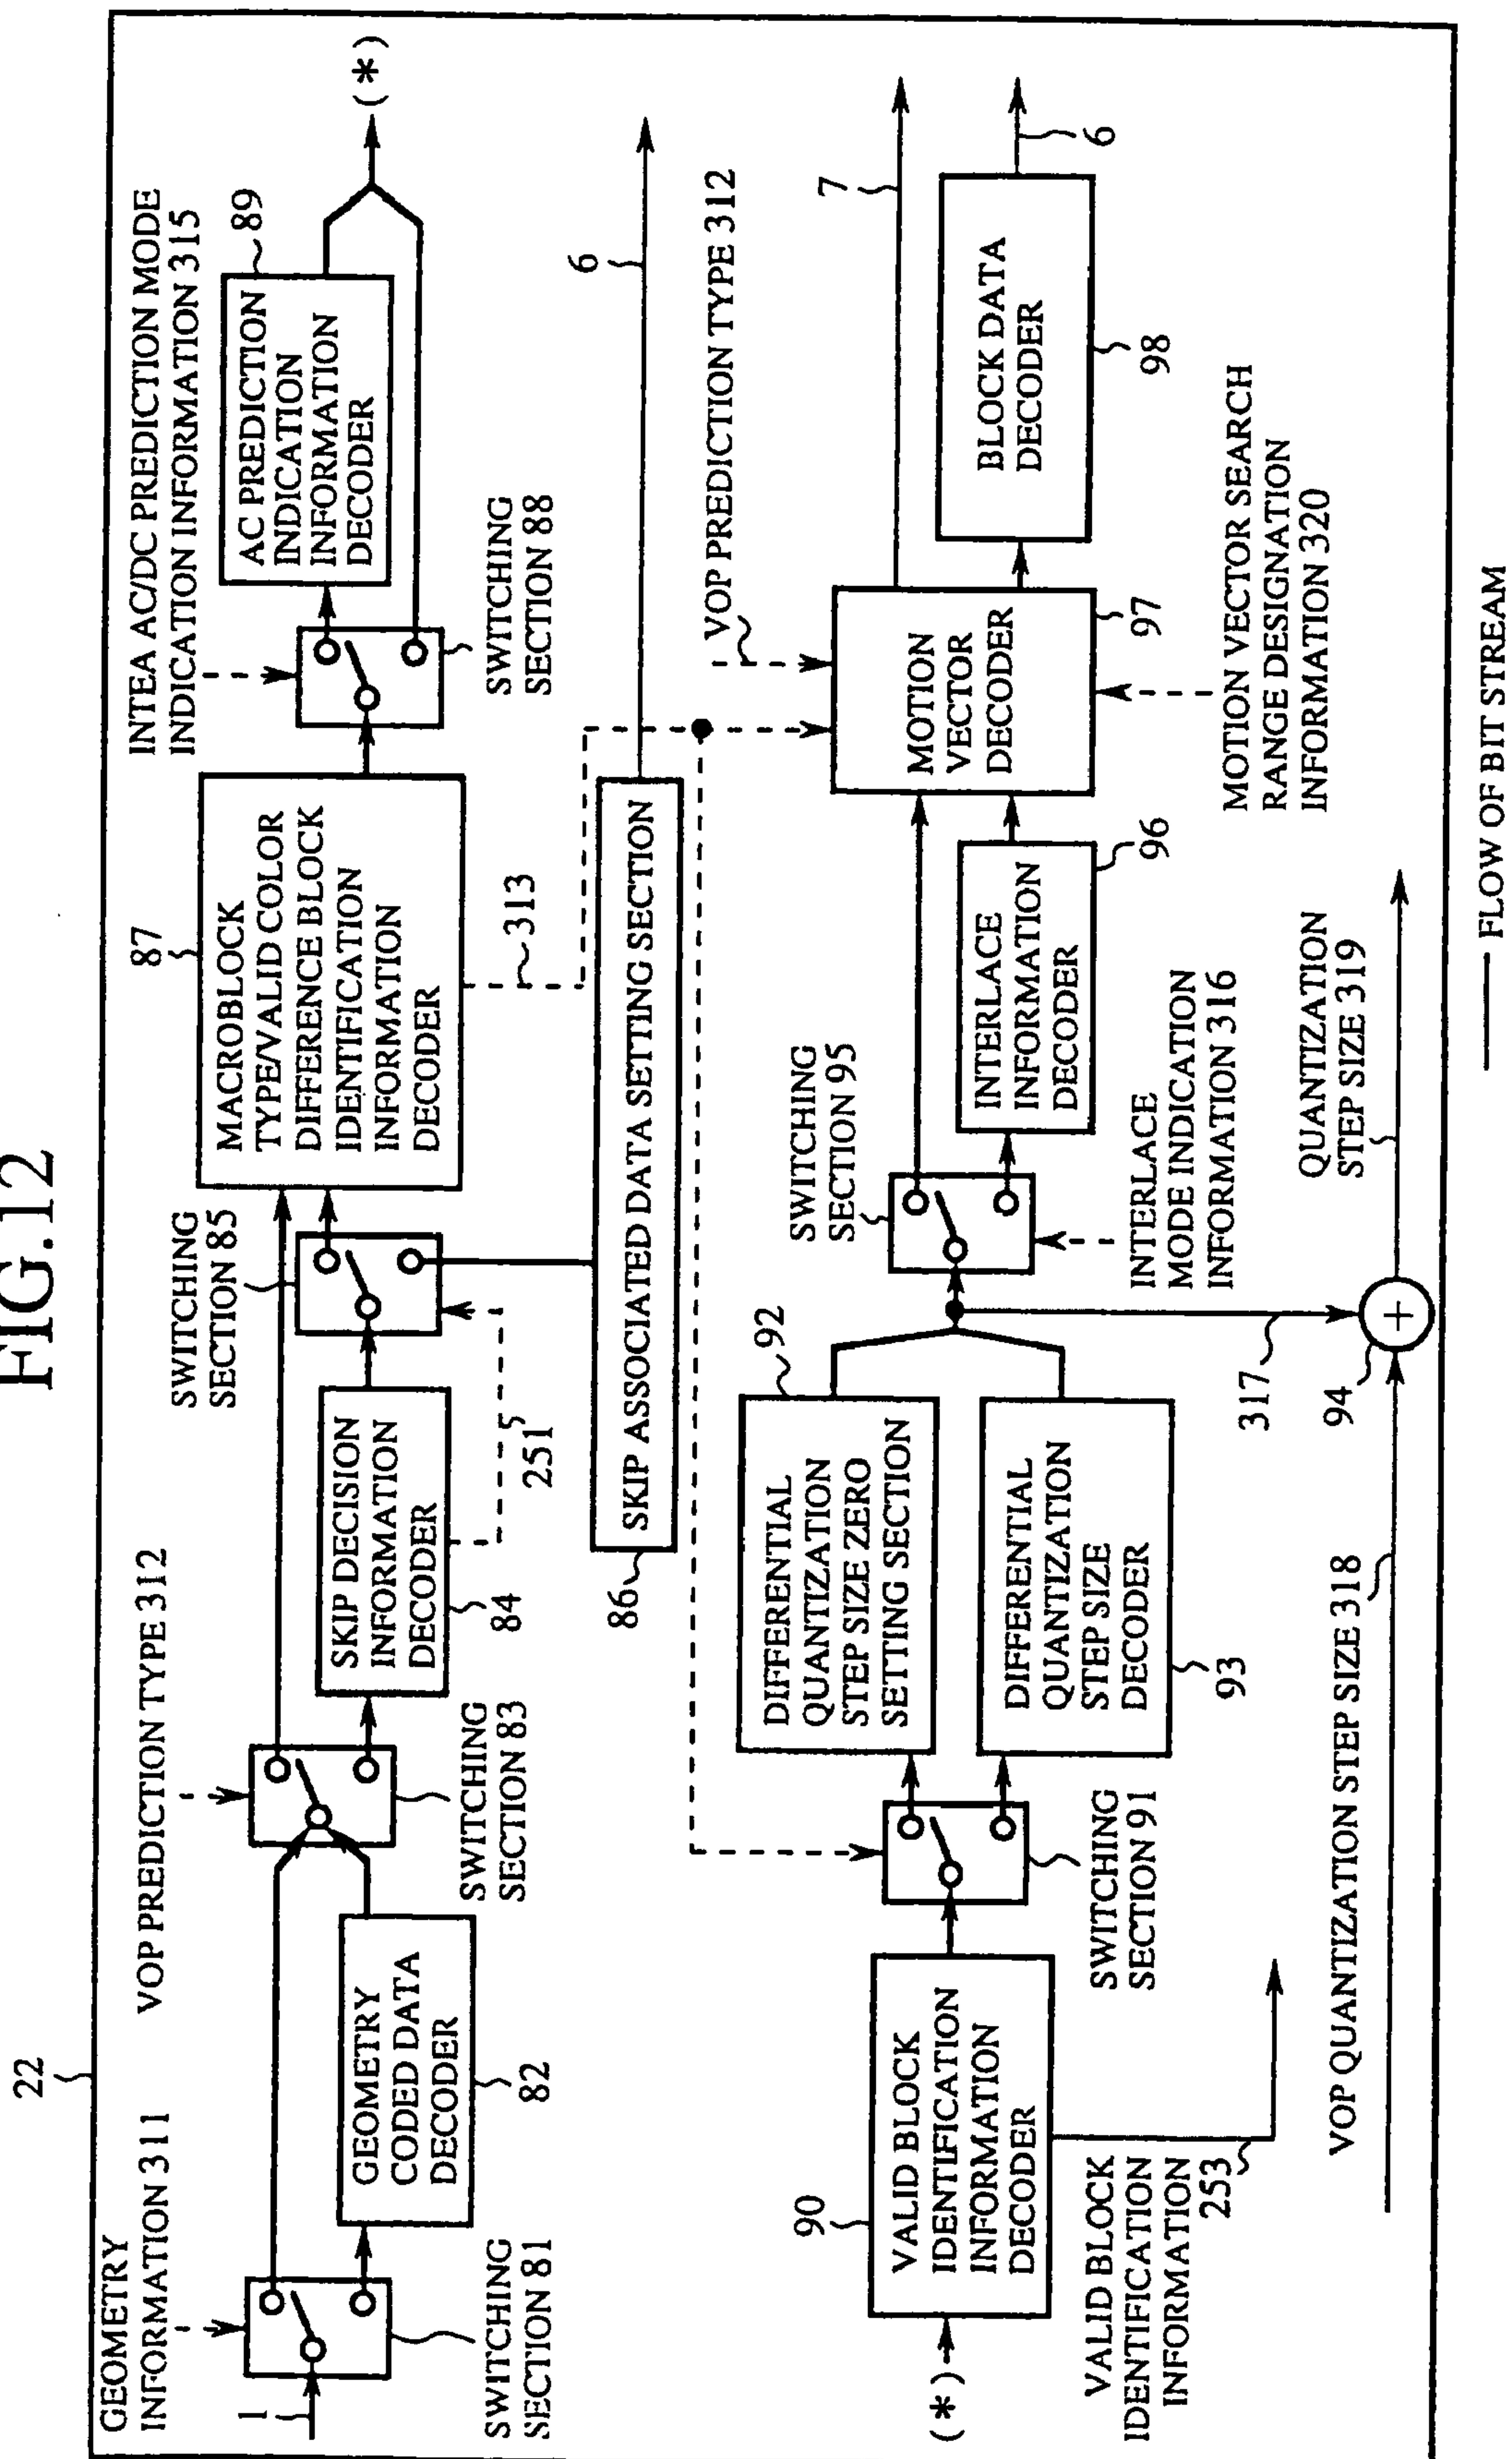 FIG.12
22
GEOMETRY
INFORMATION 311
1
SWITCHING
SECTION 81
GEOMETRY
CODED DATA
DECODER
82
VOP PREDICTION TYPE 312
SWITCHING
SECTION 83
SKIP DECISION
INFORMATION
DECODER
84
251
SWITCHING
SECTION 85
86
SKIP ASSOCIATED DATA SETTING SECTION
6
87
MACROBLOCK
TYPE/VALID COLOR
DIFFERENCE BLOCK
IDENTIFICATION
INFORMATION
DECODER
313
INTEA AC/DC PREDICTION MODE
INDICATION INFORMATION 315
SWITCHING
SECTION 88
89
AC PREDICTION
INDICATION
INFORMATION
DECODER
(*)
(*)
90
VALID BLOCK
IDENTIFICATION
INFORMATION
DECODER
VALID BLOCK
IDENTIFICATION
INFORMATION
253
SWITCHING
SECTION 91
92
DIFFERENTIAL
QUANTIZATION
STEP SIZE ZERO
SETTING SECTION
DIFFERENTIAL
QUANTIZATION
STEP SIZE
DECODER
93
317
94
+
VOP QUANTIZATION STEP SIZE 318
QUANTIZATION
STEP SIZE 319
SWITCHING
SECTION 95
INTERLACE
MODE INDICATION
INFORMATION 316
INTERLACE
INFORMATION
DECODER
96
VOP PREDICTION TYPE 312
MOTION
VECTOR
DECODER
97
MOTION VECTOR SEARCH
RANGE DESIGNATION
INFORMATION 320
7
BLOCK DATA
DECODER
98
6
FLOW OF BIT STREAM